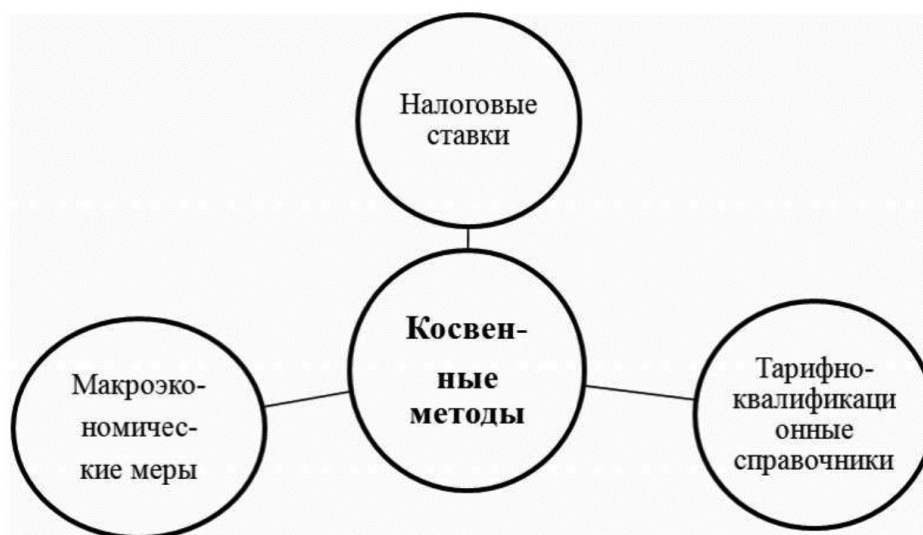 Налоговые
ставки
Косвен-
ные
методы
Макроэко-
номичес-
кие меры
Тарифно-
квалификаци
онные
справочники